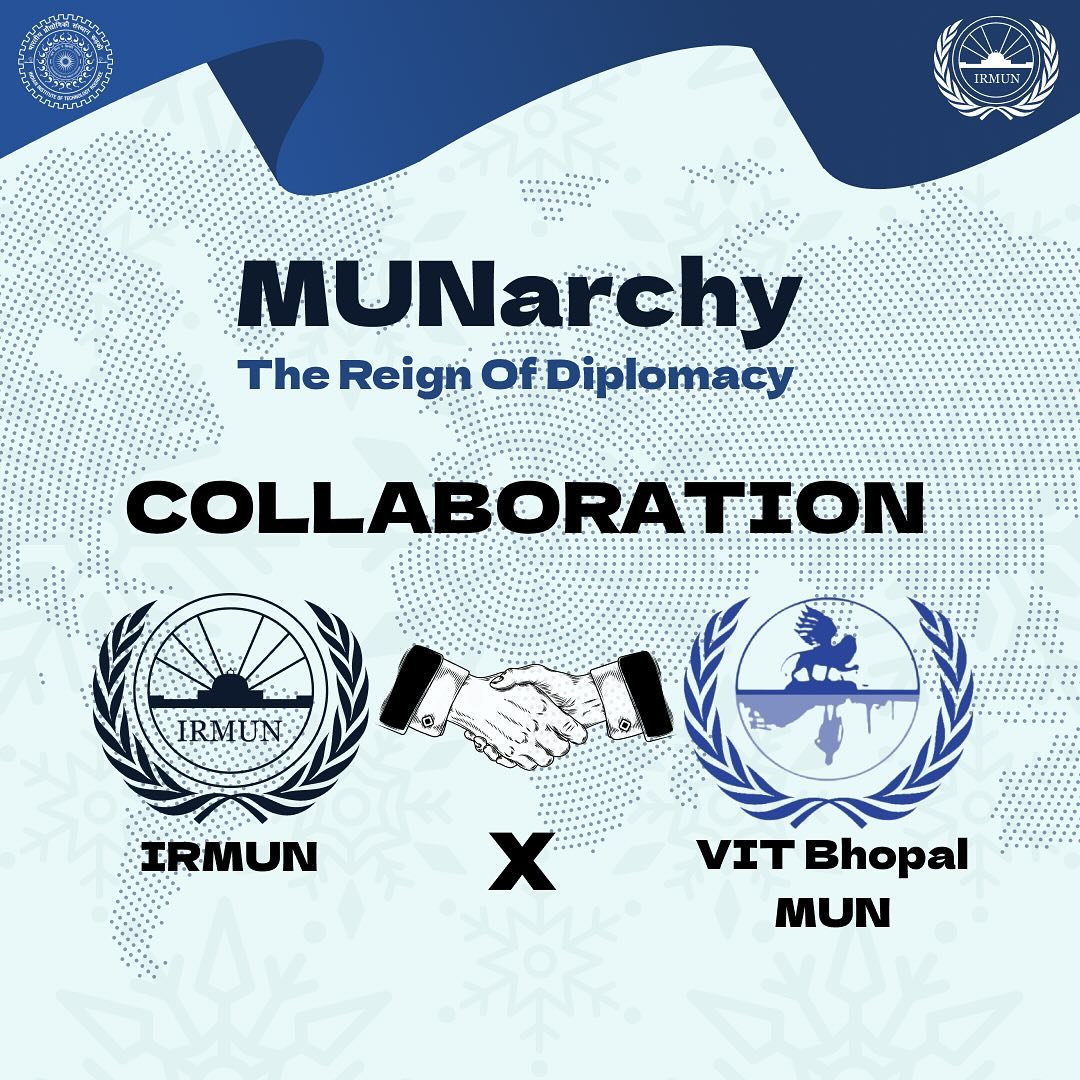 IRMUN
MUNarchy
The Reign Of Diplomacy
COLLABORATION
IRMUN
IRMUN
X
VIT Bhopal
MUN